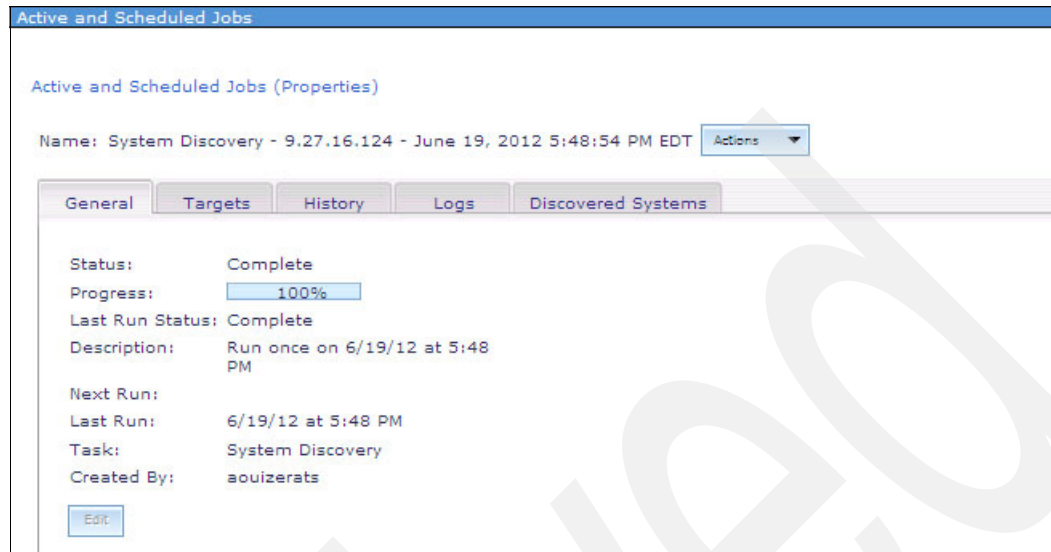 Active and Scheduled Jobs
Active and Scheduled Jobs (Properties)
Name: System Discovery - 9.27.16.124 - June 19, 2012 5:48:54 PM EDT Actions
General Targets History Logs Discovered Systems
Status: Complete
Progress: 100%
Last Run Status: Complete
Description: Run once on 6/19/12 at 5:48
PM
Next Run:
Last Run: 6/19/12 at 5:48 PM
Task: System Discovery
Created By: aouizerats
Edit